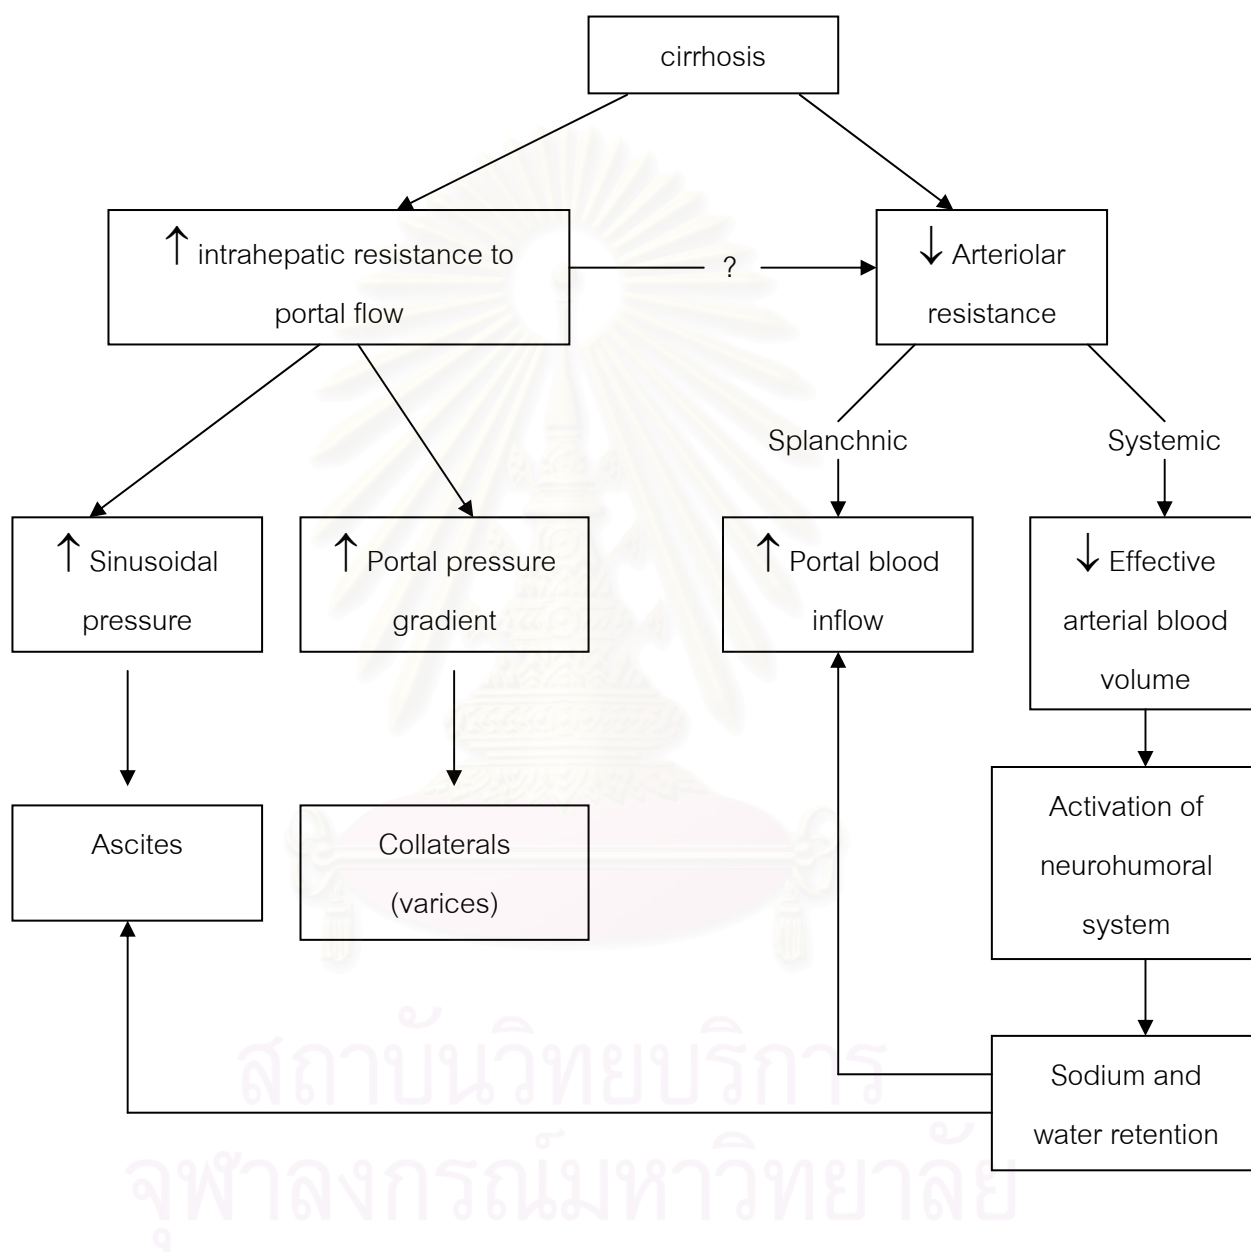 cirrhosis
↑ intrahepatic resistance to
portal flow
?
↓ Arteriolar
resistance
Splanchnic
Systemic
↑ Sinusoidal
pressure
↑ Portal pressure
gradient
↑ Portal blood
inflow
↓ Effective
arterial blood
volume
Ascites
Collaterals
(varices)
Activation of
neurohumoral
system
Sodium and
water retention
สถาบันวิทยบริการ
จุฬาลงกรณ์มหาวิทยาลัย